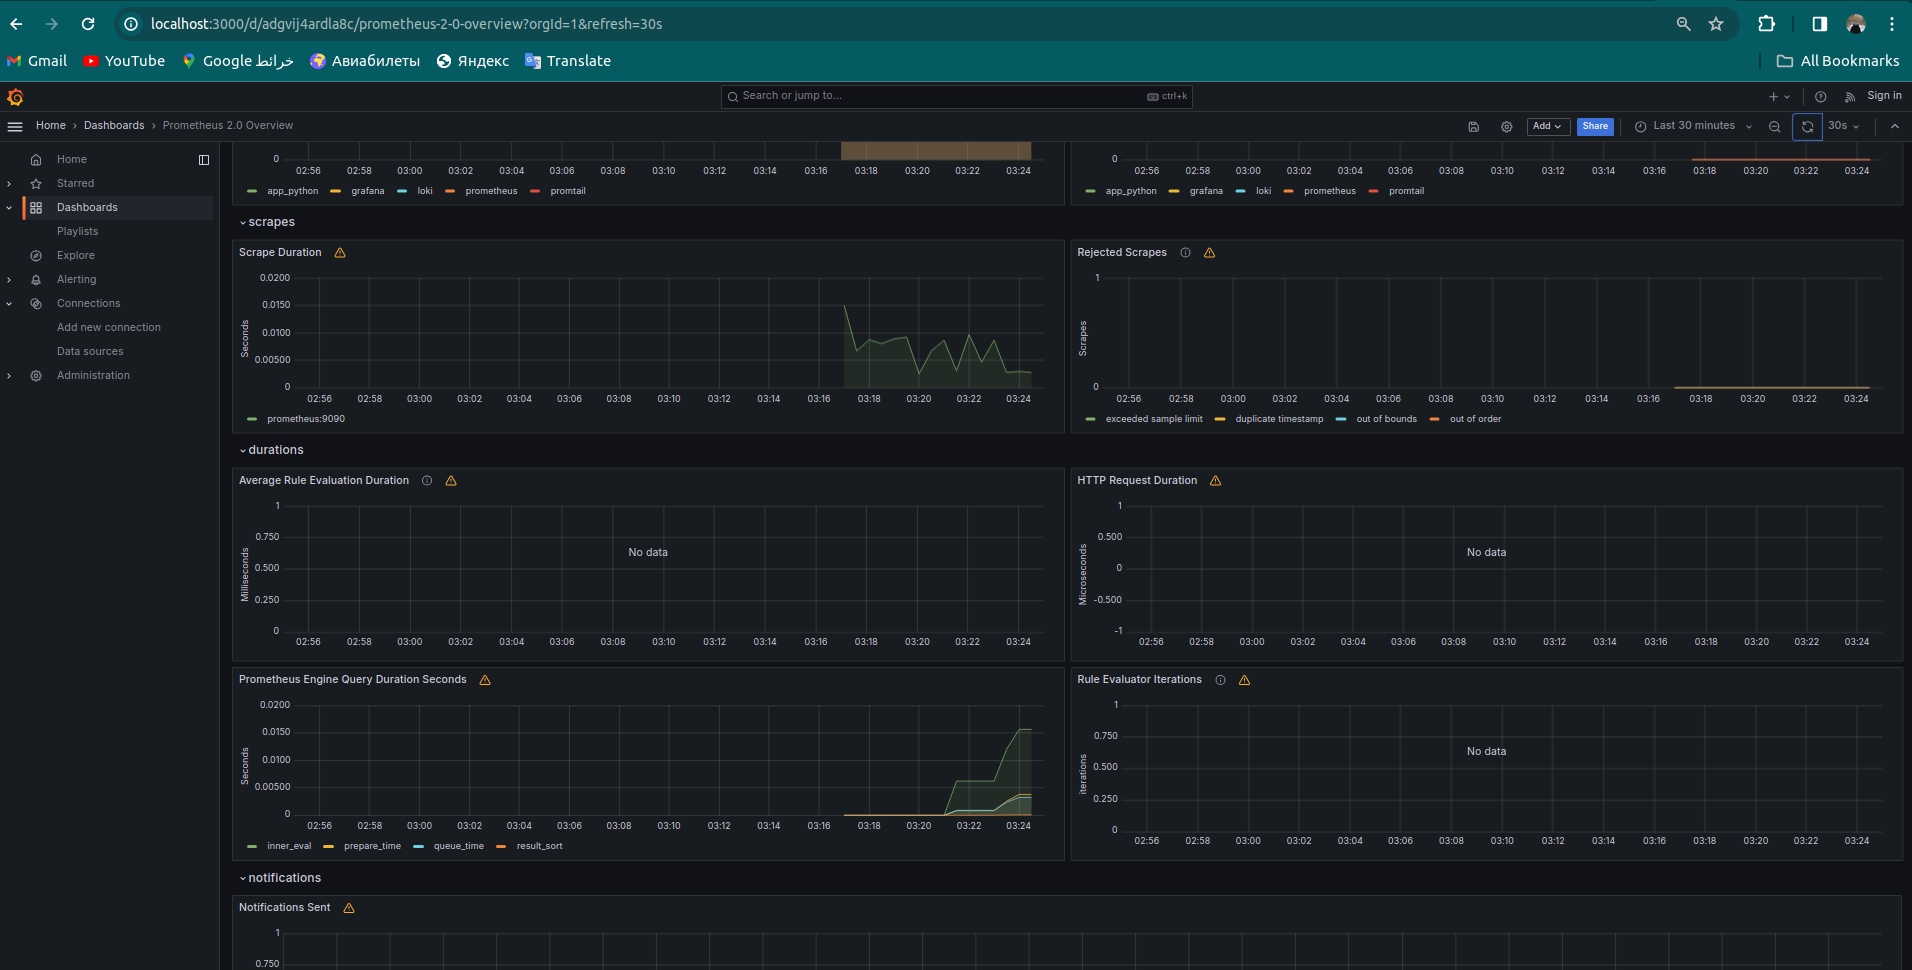 localhost:3000/d/adgvij4ardla8c/prometheus-2-0-overview?orgId=1&refresh=30s
Gmail YouTube Google خرائط Авиабилеты Яндекс Translate All Bookmarks
Search or jump to... ctrl+k Sign in
Home › Dashboards › Prometheus 2.0 Overview Add Share Last 30 minutes 30s
Home
Starred
Dashboards
Playlists
Explore
Alerting
Connections
Add new connection
Data sources
Administration
0
02:56 02:58 03:00 03:02 03:04 03:06 03:08 03:10 03:12 03:14 03:16 03:18 03:20 03:22 03:24
app_python grafana loki prometheus promtail
0
02:56 02:58 03:00 03:02 03:04 03:06 03:08 03:10 03:12 03:14 03:16 03:18 03:20 03:22 03:24
app_python grafana loki prometheus promtail
scrapes
Scrape Duration
Seconds
0.0200
0.0150
0.0100
0.00500
0
02:56 02:58 03:00 03:02 03:04 03:06 03:08 03:10 03:12 03:14 03:16 03:18 03:20 03:22 03:24
prometheus:9090
Rejected Scrapes
Scrapes
1
0
02:56 02:58 03:00 03:02 03:04 03:06 03:08 03:10 03:12 03:14 03:16 03:18 03:20 03:22 03:24
exceeded sample limit duplicate timestamp out of bounds out of order
durations
Average Rule Evaluation Duration
Milliseconds
1
0.750
0.500
0.250
0
No data
02:56 02:58 03:00 03:02 03:04 03:06 03:08 03:10 03:12 03:14 03:16 03:18 03:20 03:22 03:24
HTTP Request Duration
Microseconds
1
0.500
0
-0.500
-1
No data
02:56 02:58 03:00 03:02 03:04 03:06 03:08 03:10 03:12 03:14 03:16 03:18 03:20 03:22 03:24
Prometheus Engine Query Duration Seconds
Seconds
0.0200
0.0150
0.0100
0.00500
0
02:56 02:58 03:00 03:02 03:04 03:06 03:08 03:10 03:12 03:14 03:16 03:18 03:20 03:22 03:24
inner_eval prepare_time queue_time result_sort
Rule Evaluator Iterations
iterations
1
0.750
0.500
0.250
0
No data
02:56 02:58 03:00 03:02 03:04 03:06 03:08 03:10 03:12 03:14 03:16 03:18 03:20 03:22 03:24
notifications
Notifications Sent
1
0.750